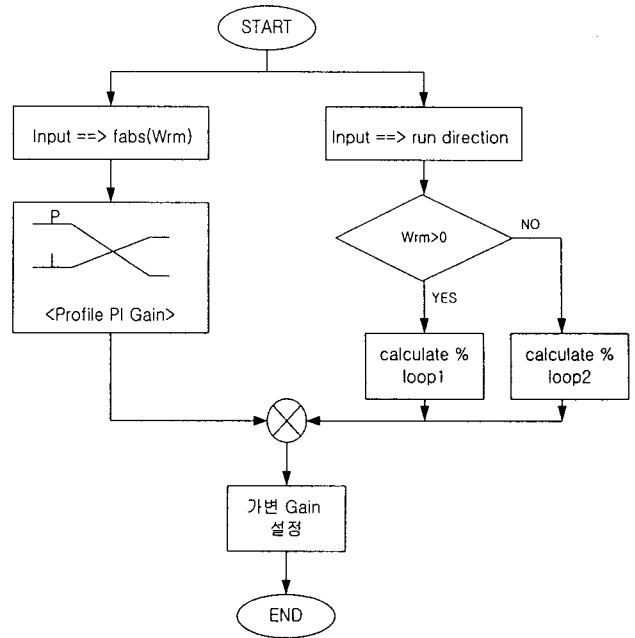 START
Input ==> fabs(Wrm)
Input ==> run direction
P
I
<Profile PI Gain>
Wrm>0
NO
YES
calculate %
loop1
calculate %
loop2
가변 Gain
설정
END